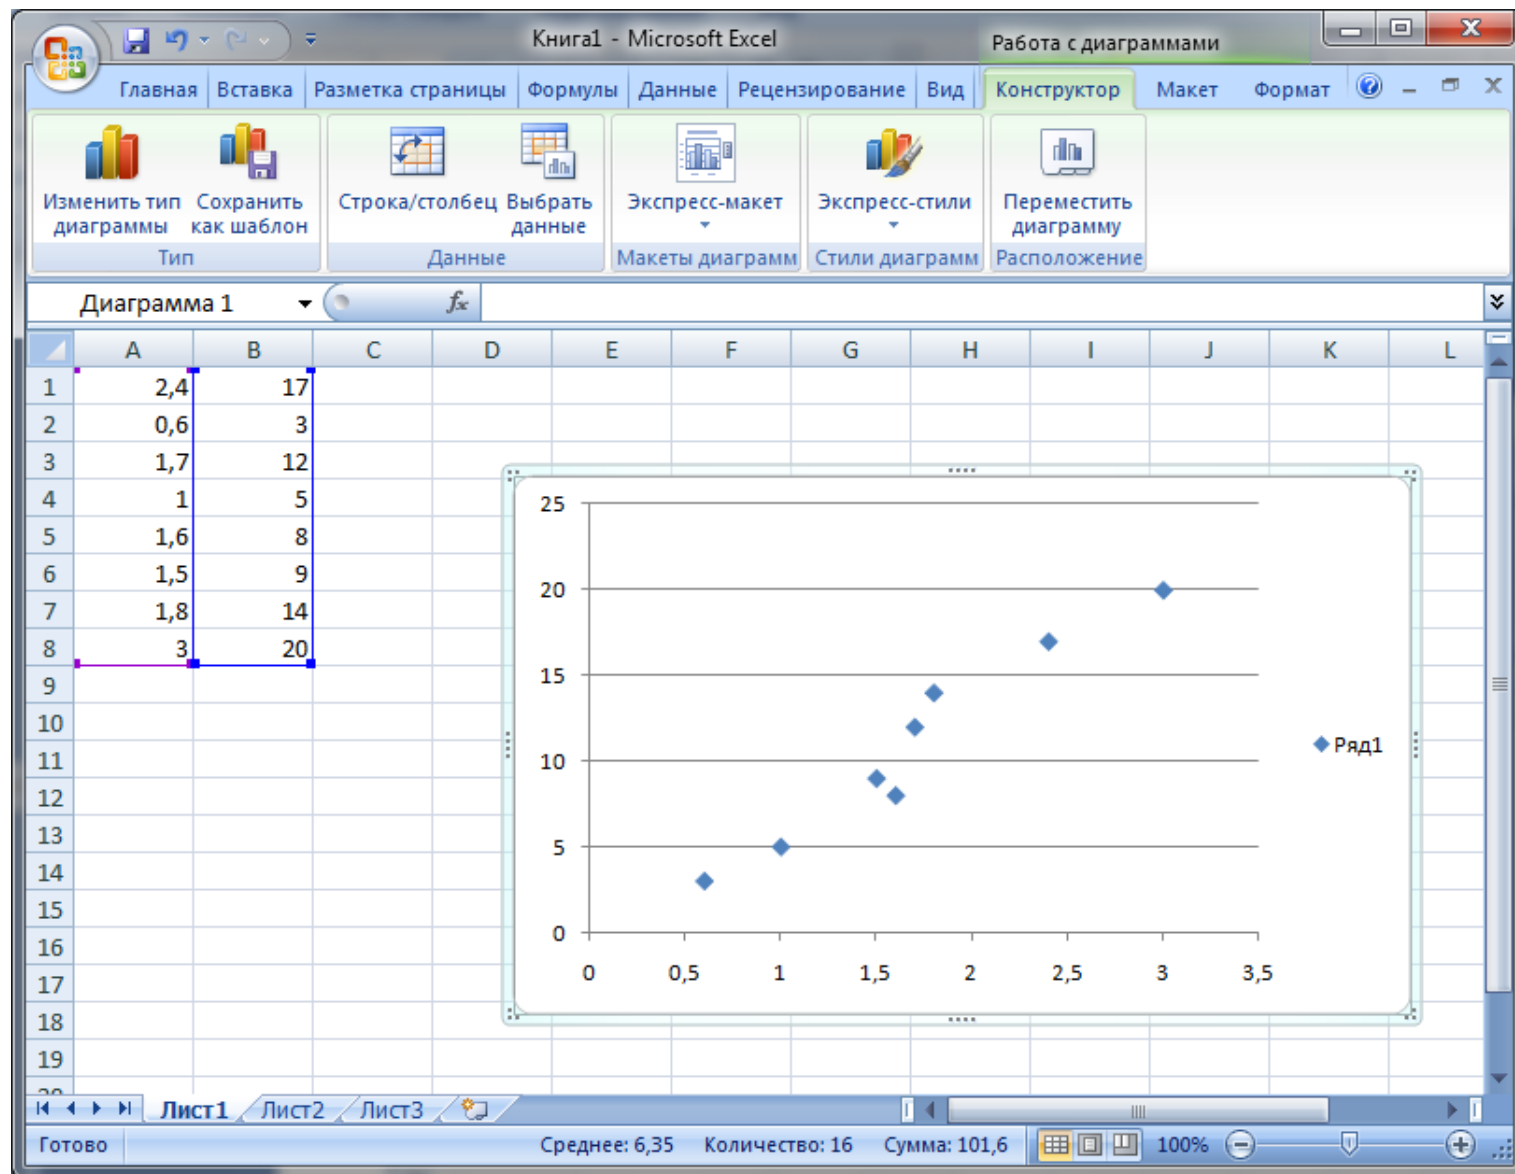 Книга1 - Microsoft Excel
Работа с диаграммами
Главная Вставка Разметка страницы Формулы Данные Рецензирование Вид Конструктор Макет Формат
Изменить тип диаграммы
Сохранить как шаблон
Строка/столбец
Выбрать данные
Экспресс-макет
Экспресс-стили
Переместить диаграмму
Тип Данные Макеты диаграмм Стили диаграмм Расположение
Диаграмма 1 fx
A B C D E F G H I J K L
1 2,4 17
2 0,6 3
3 1,7 12
4 1 5
5 1,6 8
6 1,5 9
7 1,8 14
8 3 20
9
10
11
12
13
14
15
16
17
18
19
25
20
15
10
5
0
0 0,5 1 1,5 2 2,5 3 3,5
Ряд1
Лист1 Лист2 Лист3
Готово Среднее: 6,35 Количество: 16 Сумма: 101,6 100%